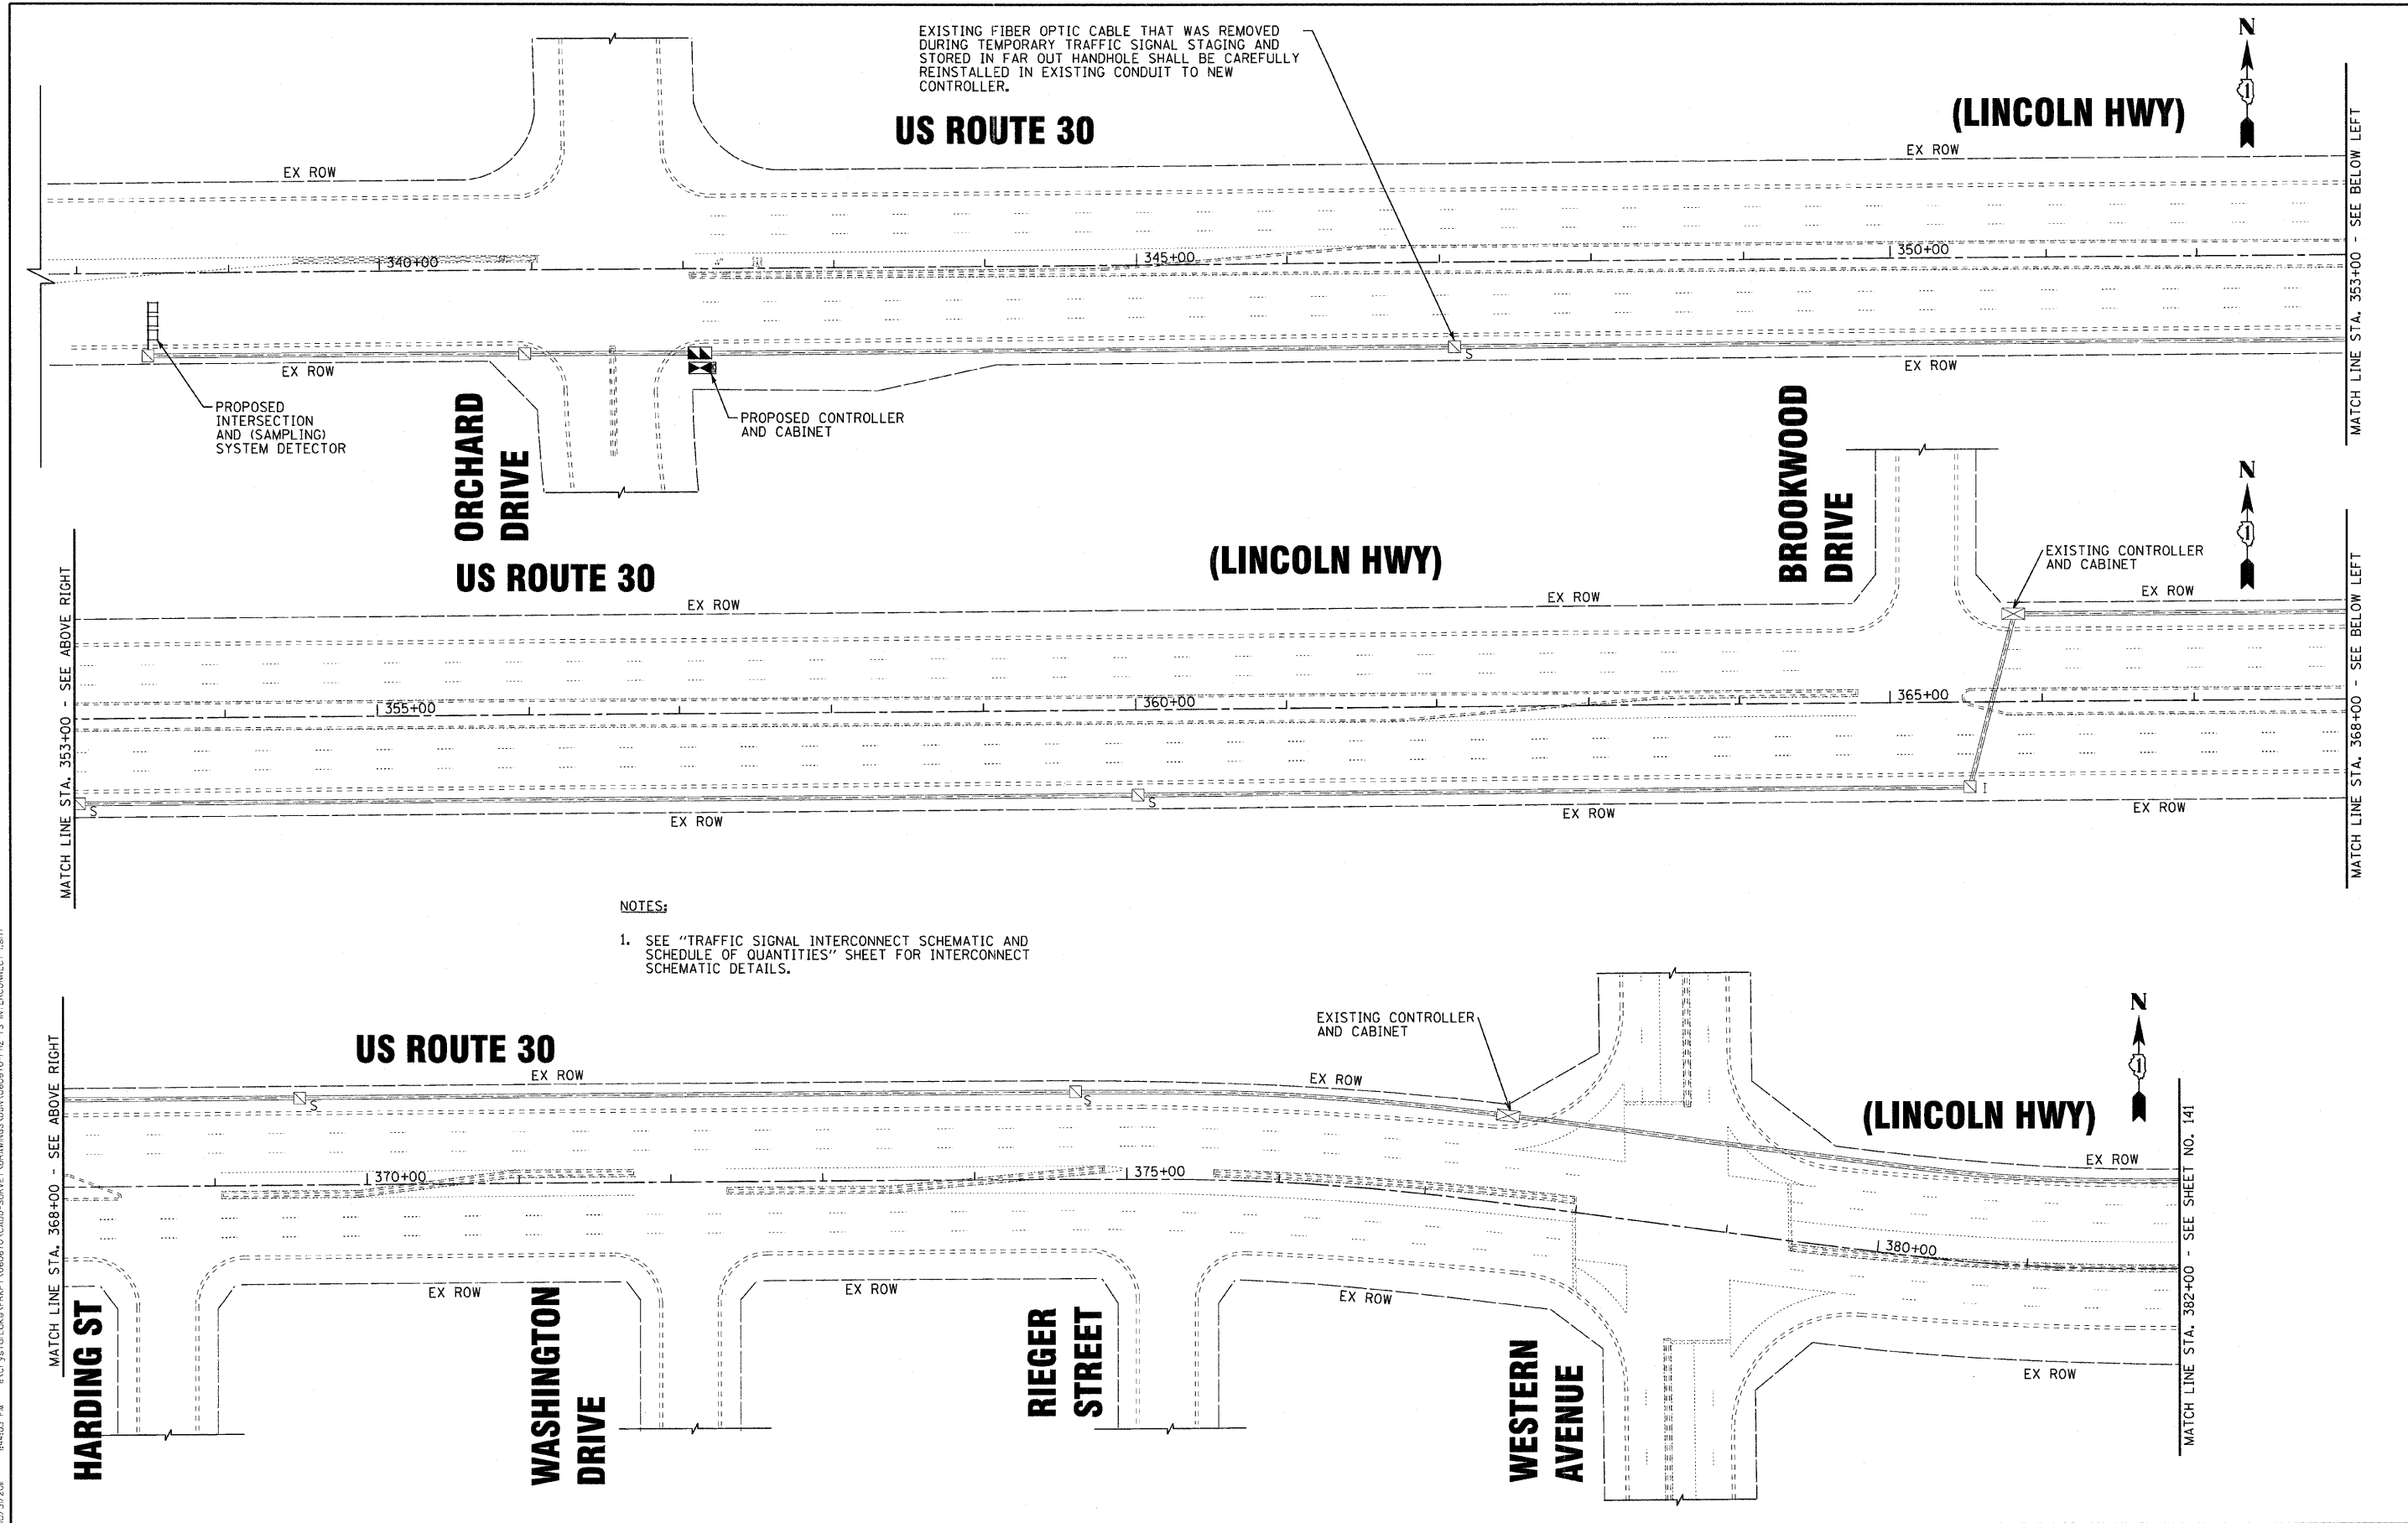 EXISTING FIBER OPTIC CABLE THAT WAS REMOVED
DURING TEMPORARY TRAFFIC SIGNAL STAGING AND
STORED IN FAR OUT HANDHOLE SHALL BE CAREFULLY
REINSTALLED IN EXISTING CONDUIT TO NEW
CONTROLLER.
N
1
US ROUTE 30
(LINCOLN HWY)
EX ROW
EX ROW
340+00
345+00
350+00
S
EX ROW
EX ROW
PROPOSED
INTERSECTION
AND (SAMPLING)
SYSTEM DETECTOR
PROPOSED CONTROLLER
AND CABINET
ORCHARD
DRIVE
MATCH LINE STA. 353+00 - SEE BELOW LEFT
BROOKWOOD
DRIVE
N
1
US ROUTE 30
(LINCOLN HWY)
EXISTING CONTROLLER
AND CABINET
EX ROW
EX ROW
EX ROW
MATCH LINE STA. 353+00 - SEE ABOVE RIGHT
355+00
360+00
365+00
S
S
I
EX ROW
EX ROW
EX ROW
MATCH LINE STA. 368+00 - SEE BELOW LEFT
NOTES:
1. SEE "TRAFFIC SIGNAL INTERCONNECT SCHEMATIC AND
SCHEDULE OF QUANTITIES" SHEET FOR INTERCONNECT
SCHEMATIC DETAILS.
EXISTING CONTROLLER
AND CABINET
N
1
US ROUTE 30
(LINCOLN HWY)
EX ROW
EX ROW
EX ROW
S
S
MATCH LINE STA. 368+00 - SEE ABOVE RIGHT
370+00
375+00
380+00
EX ROW
EX ROW
EX ROW
EX ROW
HARDING ST
WASHINGTON
DRIVE
RIEGER
STREET
WESTERN
AVENUE
MATCH LINE STA. 382+00 - SEE SHEET NO. 141